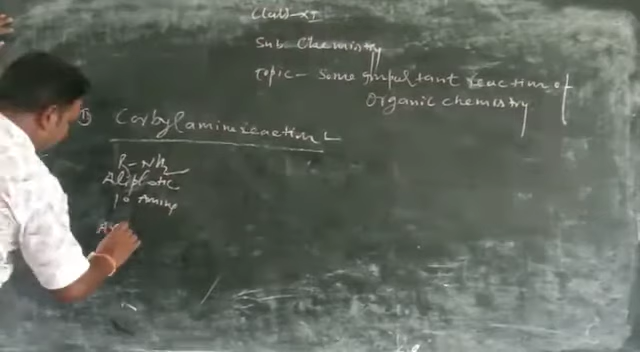 Class-XI
Sub Chemistry
Topic- Some important reaction of
Organic chemistry
1) Carbylamine reaction
R-NH2
Aliphatic
1° Amine